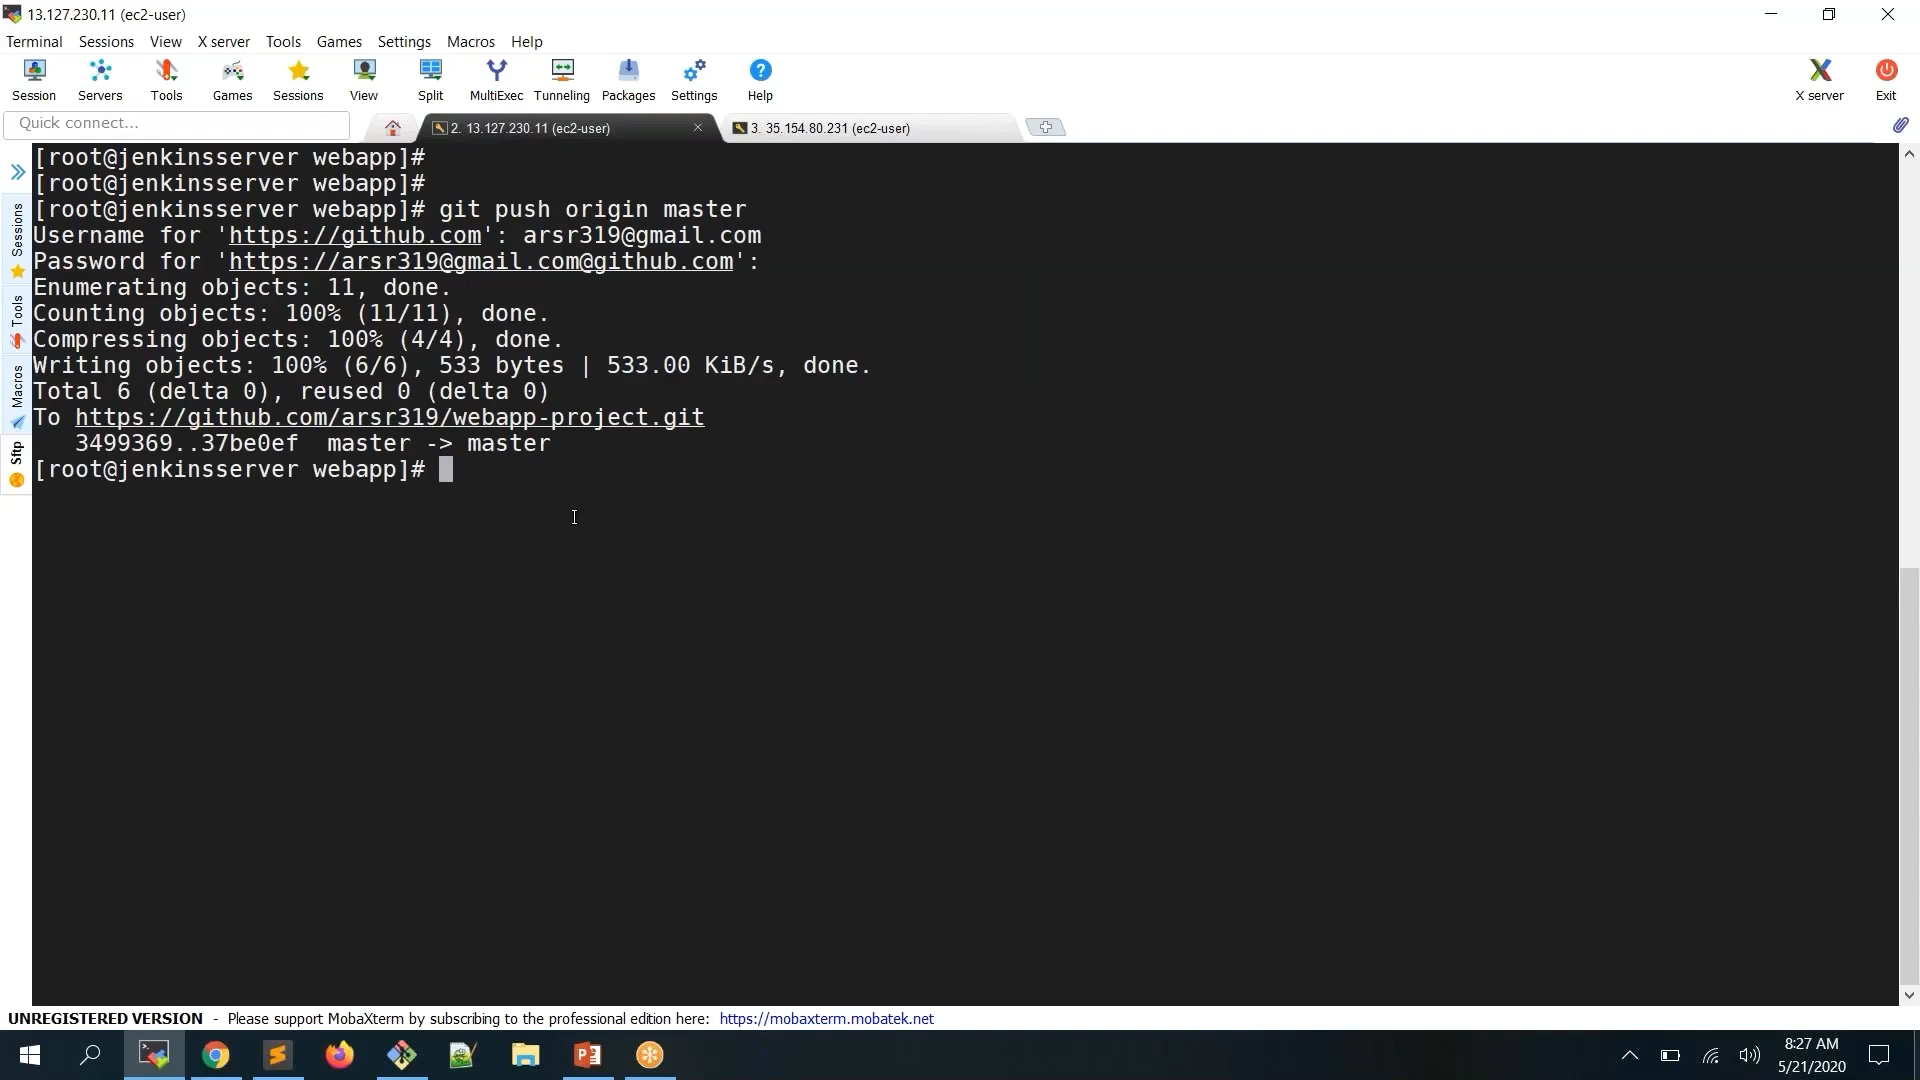 13.127.230.11 (ec2-user)
Terminal Sessions View X server Tools Games Settings Macros Help
Session Servers Tools Games Sessions View Split MultiExec Tunneling Packages Settings Help X server Exit
Quick connect...
2. 13.127.230.11 (ec2-user)
3. 35.154.80.231 (ec2-user)
Sessions
Tools
Macros
Sftp
[root@jenkinsserver webapp]#
[root@jenkinsserver webapp]#
[root@jenkinsserver webapp]# git push origin master
Username for 'https://github.com': arsr319@gmail.com
Password for 'https://arsr319@gmail.com@github.com':
Enumerating objects: 11, done.
Counting objects: 100% (11/11), done.
Compressing objects: 100% (4/4), done.
Writing objects: 100% (6/6), 533 bytes | 533.00 KiB/s, done.
Total 6 (delta 0), reused 0 (delta 0)
To https://github.com/arsr319/webapp-project.git
3499369..37be0ef master -> master
[root@jenkinsserver webapp]#
UNREGISTERED VERSION - Please support MobaXterm by subscribing to the professional edition here: https://mobaxterm.mobatek.net
8:27 AM
5/21/2020